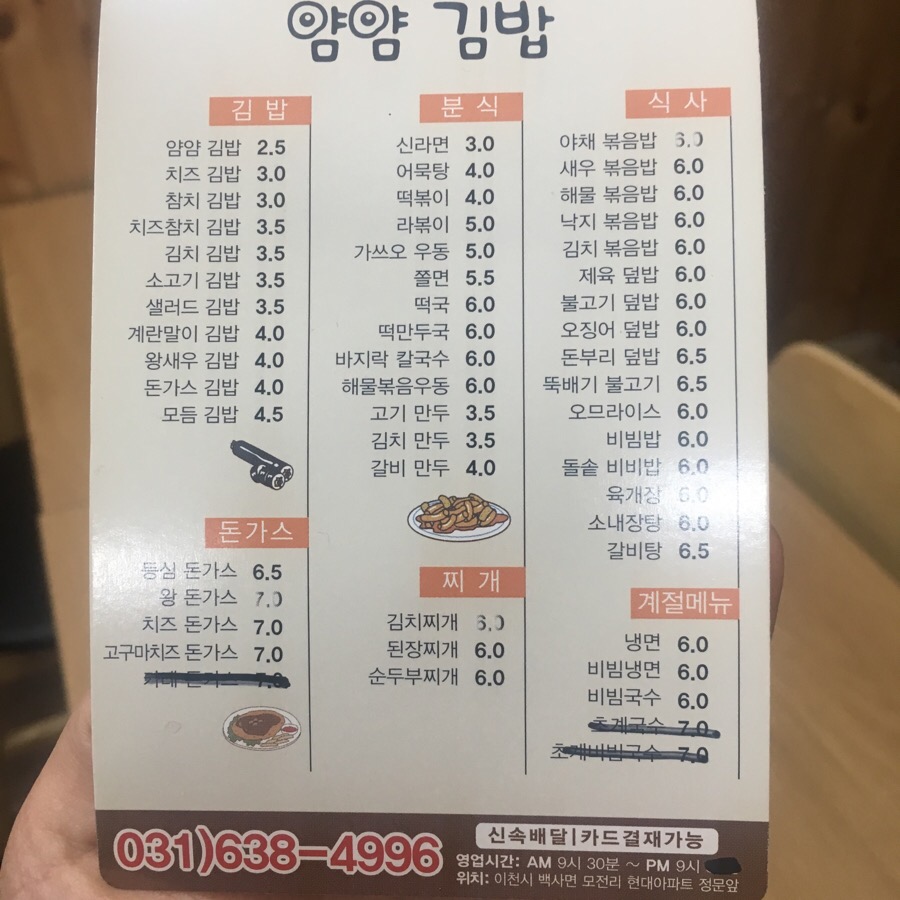 얌얌 김밥
김 밥
얌얌 김밥 2.5
치즈 김밥 3.0
참치 김밥 3.0
치즈참치 김밥 3.5
김치 김밥 3.5
소고기 김밥 3.5
샐러드 김밥 3.5
계란말이 김밥 4.0
왕새우 김밥 4.0
돈가스 김밥 4.0
모듬 김밥 4.5
돈가스
등심 돈가스 6.5
왕 돈가스 7.0
치즈 돈가스 7.0
고구마치즈 돈가스 7.0
돈가스 7.0
분 식
신라면 3.0
어묵탕 4.0
떡볶이 4.0
라볶이 5.0
가쓰오 우동 5.0
쫄면 5.5
떡국 6.0
떡만두국 6.0
바지락 칼국수 6.0
해물볶음우동 6.0
고기 만두 3.5
김치 만두 3.5
갈비 만두 4.0
찌 개
김치찌개 6.0
된장찌개 6.0
순두부찌개 6.0
식 사
야채 볶음밥 6.0
새우 볶음밥 6.0
해물 볶음밥 6.0
낙지 볶음밥 6.0
김치 볶음밥 6.0
제육 덮밥 6.0
불고기 덮밥 6.0
오징어 덮밥 6.0
돈부리 덮밥 6.5
뚝배기 불고기 6.5
오므라이스 6.0
비빔밥 6.0
돌솥 비비밥 6.0
육개장 6.0
소내장탕 6.0
갈비탕 6.5
계절메뉴
냉면 6.0
비빔냉면 6.0
비빔국수 6.0
초계국수 7.0
초계비빔국수 7.0
031)638-4996
신속배달|카드결재가능
영업시간: AM 9시 30분 ~ PM 9시
위치: 이천시 백사면 모전리 현대아파트 정문앞